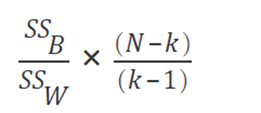 SS_B / SS_W × (N – k) / (k – 1)